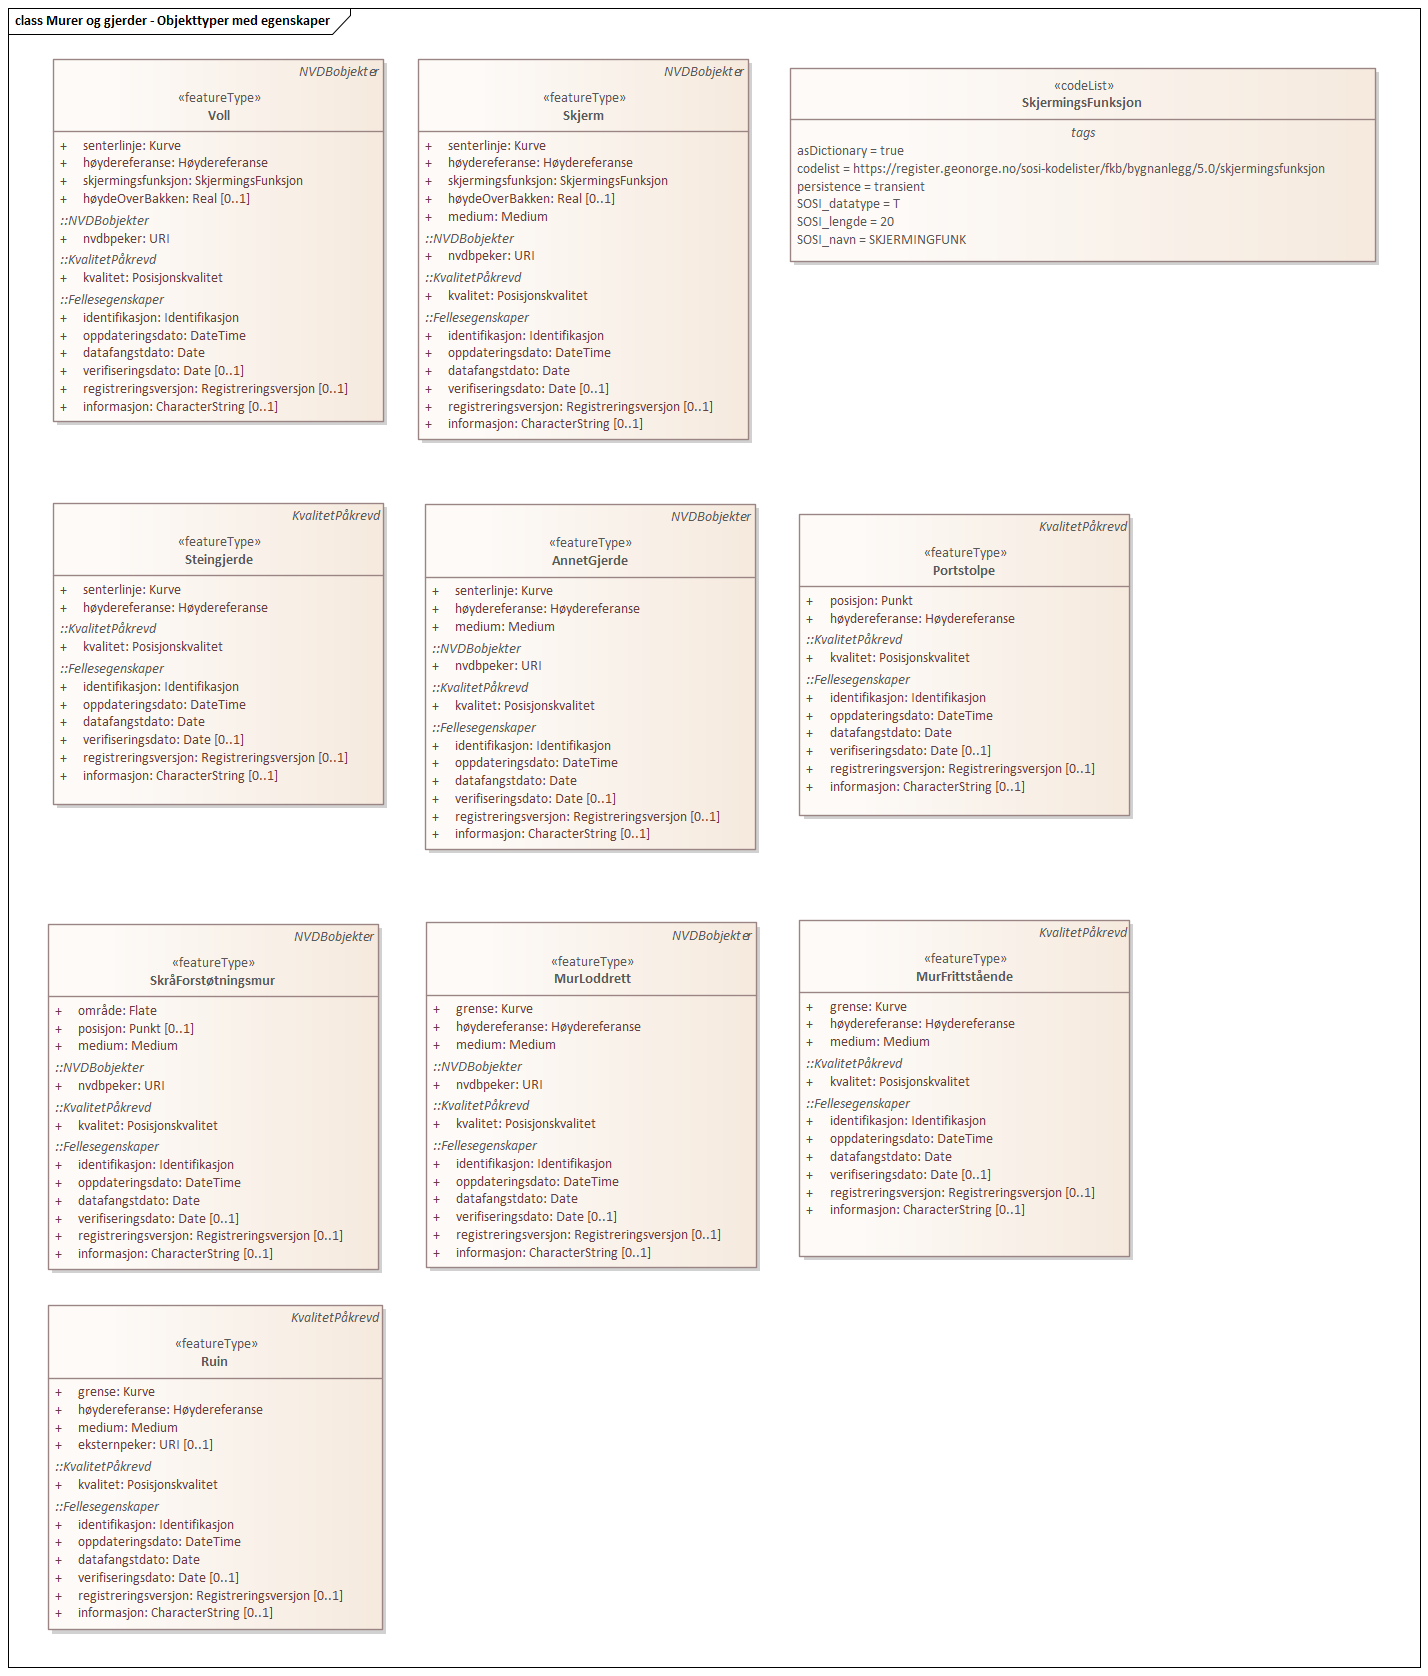 class Murer og gjerder - Objekttyper med egenskaper
NVDBobjekter
«featureType»
Voll
+ senterlinje: Kurve
+ høydereferanse: Høydereferanse
+ skjermingsfunksjon: SkjermingsFunksjon
+ høydeOverBakken: Real [0..1]
::NVDBobjekter
+ nvdbpeker: URI
::KvalitetPåkrevd
+ kvalitet: Posisjonskvalitet
::Fellesegenskaper
+ identifikasjon: Identifikasjon
+ oppdateringsdato: DateTime
+ datafangstdato: Date
+ verifiseringsdato: Date [0..1]
+ registreringsversjon: Registreringsversjon [0..1]
+ informasjon: CharacterString [0..1]
NVDBobjekter
«featureType»
Skjerm
+ senterlinje: Kurve
+ høydereferanse: Høydereferanse
+ skjermingsfunksjon: SkjermingsFunksjon
+ høydeOverBakken: Real [0..1]
+ medium: Medium
::NVDBobjekter
+ nvdbpeker: URI
::KvalitetPåkrevd
+ kvalitet: Posisjonskvalitet
::Fellesegenskaper
+ identifikasjon: Identifikasjon
+ oppdateringsdato: DateTime
+ datafangstdato: Date
+ verifiseringsdato: Date [0..1]
+ registreringsversjon: Registreringsversjon [0..1]
+ informasjon: CharacterString [0..1]
«codeList»
SkjermingsFunksjon
tags
asDictionary = true
codelist = https://register.geonorge.no/sosi-kodelister/fkb/bygnanlegg/5.0/skjermingsfunksjon
persistence = transient
SOSI_datatype = T
SOSI_lengde = 20
SOSI_navn = SKJERMINGFUNK
KvalitetPåkrevd
«featureType»
Steingjerde
+ senterlinje: Kurve
+ høydereferanse: Høydereferanse
::KvalitetPåkrevd
+ kvalitet: Posisjonskvalitet
::Fellesegenskaper
+ identifikasjon: Identifikasjon
+ oppdateringsdato: DateTime
+ datafangstdato: Date
+ verifiseringsdato: Date [0..1]
+ registreringsversjon: Registreringsversjon [0..1]
+ informasjon: CharacterString [0..1]
NVDBobjekter
«featureType»
AnnetGjerde
+ senterlinje: Kurve
+ høydereferanse: Høydereferanse
+ medium: Medium
::NVDBobjekter
+ nvdbpeker: URI
::KvalitetPåkrevd
+ kvalitet: Posisjonskvalitet
::Fellesegenskaper
+ identifikasjon: Identifikasjon
+ oppdateringsdato: DateTime
+ datafangstdato: Date
+ verifiseringsdato: Date [0..1]
+ registreringsversjon: Registreringsversjon [0..1]
+ informasjon: CharacterString [0..1]
KvalitetPåkrevd
«featureType»
Portstolpe
+ posisjon: Punkt
+ høydereferanse: Høydereferanse
::KvalitetPåkrevd
+ kvalitet: Posisjonskvalitet
::Fellesegenskaper
+ identifikasjon: Identifikasjon
+ oppdateringsdato: DateTime
+ datafangstdato: Date
+ verifiseringsdato: Date [0..1]
+ registreringsversjon: Registreringsversjon [0..1]
+ informasjon: CharacterString [0..1]
NVDBobjekter
«featureType»
SkråForstøtningsmur
+ område: Flate
+ posisjon: Punkt [0..1]
+ medium: Medium
::NVDBobjekter
+ nvdbpeker: URI
::KvalitetPåkrevd
+ kvalitet: Posisjonskvalitet
::Fellesegenskaper
+ identifikasjon: Identifikasjon
+ oppdateringsdato: DateTime
+ datafangstdato: Date
+ verifiseringsdato: Date [0..1]
+ registreringsversjon: Registreringsversjon [0..1]
+ informasjon: CharacterString [0..1]
NVDBobjekter
«featureType»
MurLoddrett
+ grense: Kurve
+ høydereferanse: Høydereferanse
+ medium: Medium
::NVDBobjekter
+ nvdbpeker: URI
::KvalitetPåkrevd
+ kvalitet: Posisjonskvalitet
::Fellesegenskaper
+ identifikasjon: Identifikasjon
+ oppdateringsdato: DateTime
+ datafangstdato: Date
+ verifiseringsdato: Date [0..1]
+ registreringsversjon: Registreringsversjon [0..1]
+ informasjon: CharacterString [0..1]
KvalitetPåkrevd
«featureType»
MurFrittstående
+ grense: Kurve
+ høydereferanse: Høydereferanse
+ medium: Medium
::KvalitetPåkrevd
+ kvalitet: Posisjonskvalitet
::Fellesegenskaper
+ identifikasjon: Identifikasjon
+ oppdateringsdato: DateTime
+ datafangstdato: Date
+ verifiseringsdato: Date [0..1]
+ registreringsversjon: Registreringsversjon [0..1]
+ informasjon: CharacterString [0..1]
KvalitetPåkrevd
«featureType»
Ruin
+ grense: Kurve
+ høydereferanse: Høydereferanse
+ medium: Medium
+ eksternpeker: URI [0..1]
::KvalitetPåkrevd
+ kvalitet: Posisjonskvalitet
::Fellesegenskaper
+ identifikasjon: Identifikasjon
+ oppdateringsdato: DateTime
+ datafangstdato: Date
+ verifiseringsdato: Date [0..1]
+ registreringsversjon: Registreringsversjon [0..1]
+ informasjon: CharacterString [0..1]